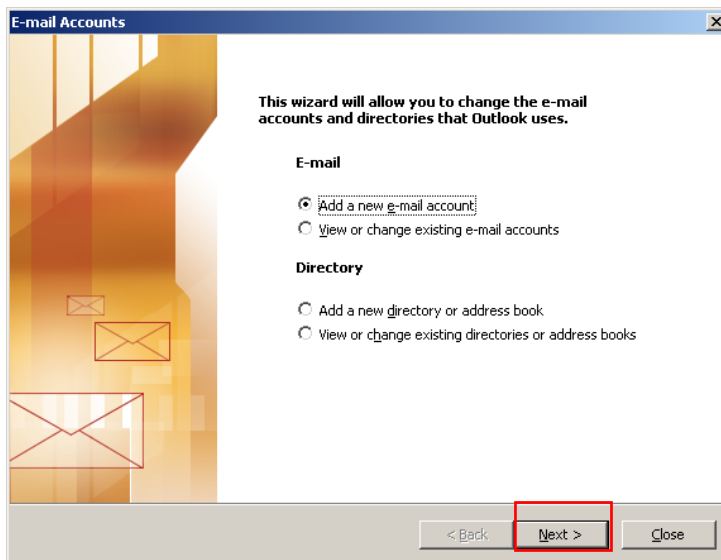 E-mail Accounts
This wizard will allow you to change the e-mail
accounts and directories that Outlook uses.
E-mail
Add a new e-mail account
View or change existing e-mail accounts
Directory
Add a new directory or address book
View or change existing directories or address books
< Back Next > Close